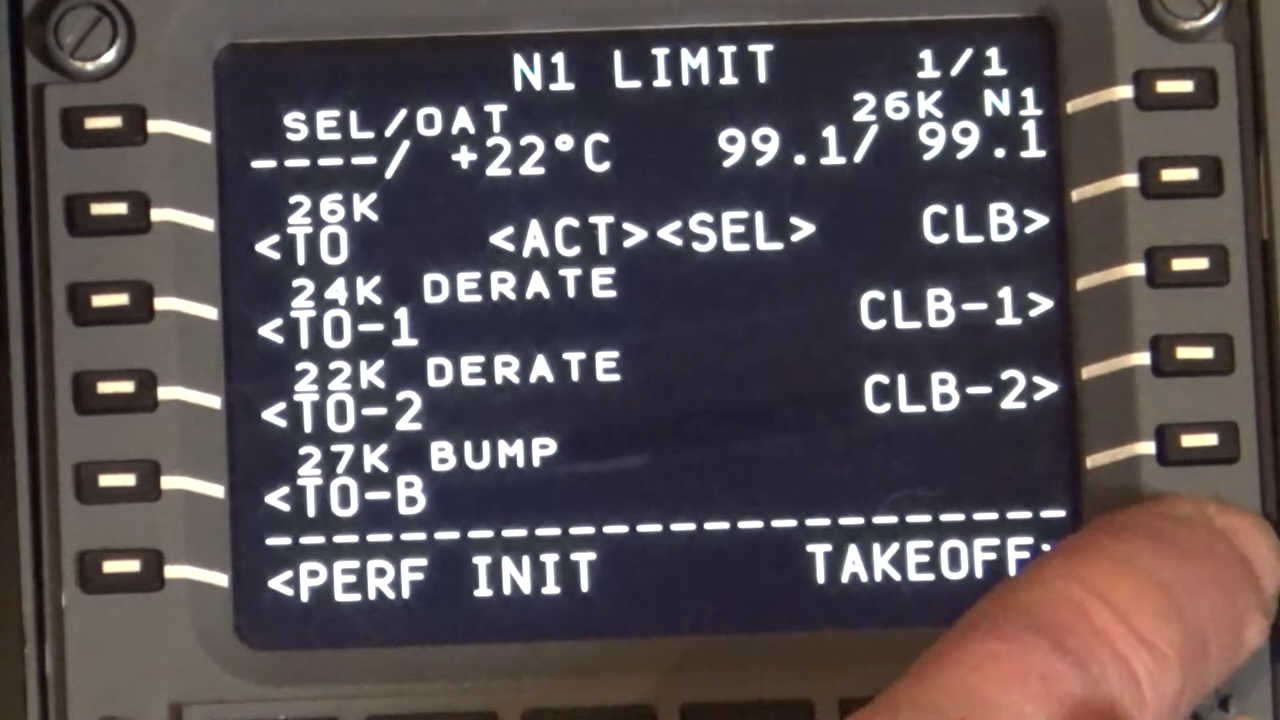 N1 LIMIT 1/1
SEL/OAT 26K N1
----/ +22°C 99.1/ 99.1
26K
<TO <ACT><SEL> CLB>
24K DERATE
<TO-1 CLB-1>
22K DERATE
<TO-2 CLB-2>
27K BUMP
<TO-B
------------------------
<PERF INIT TAKEOFF>